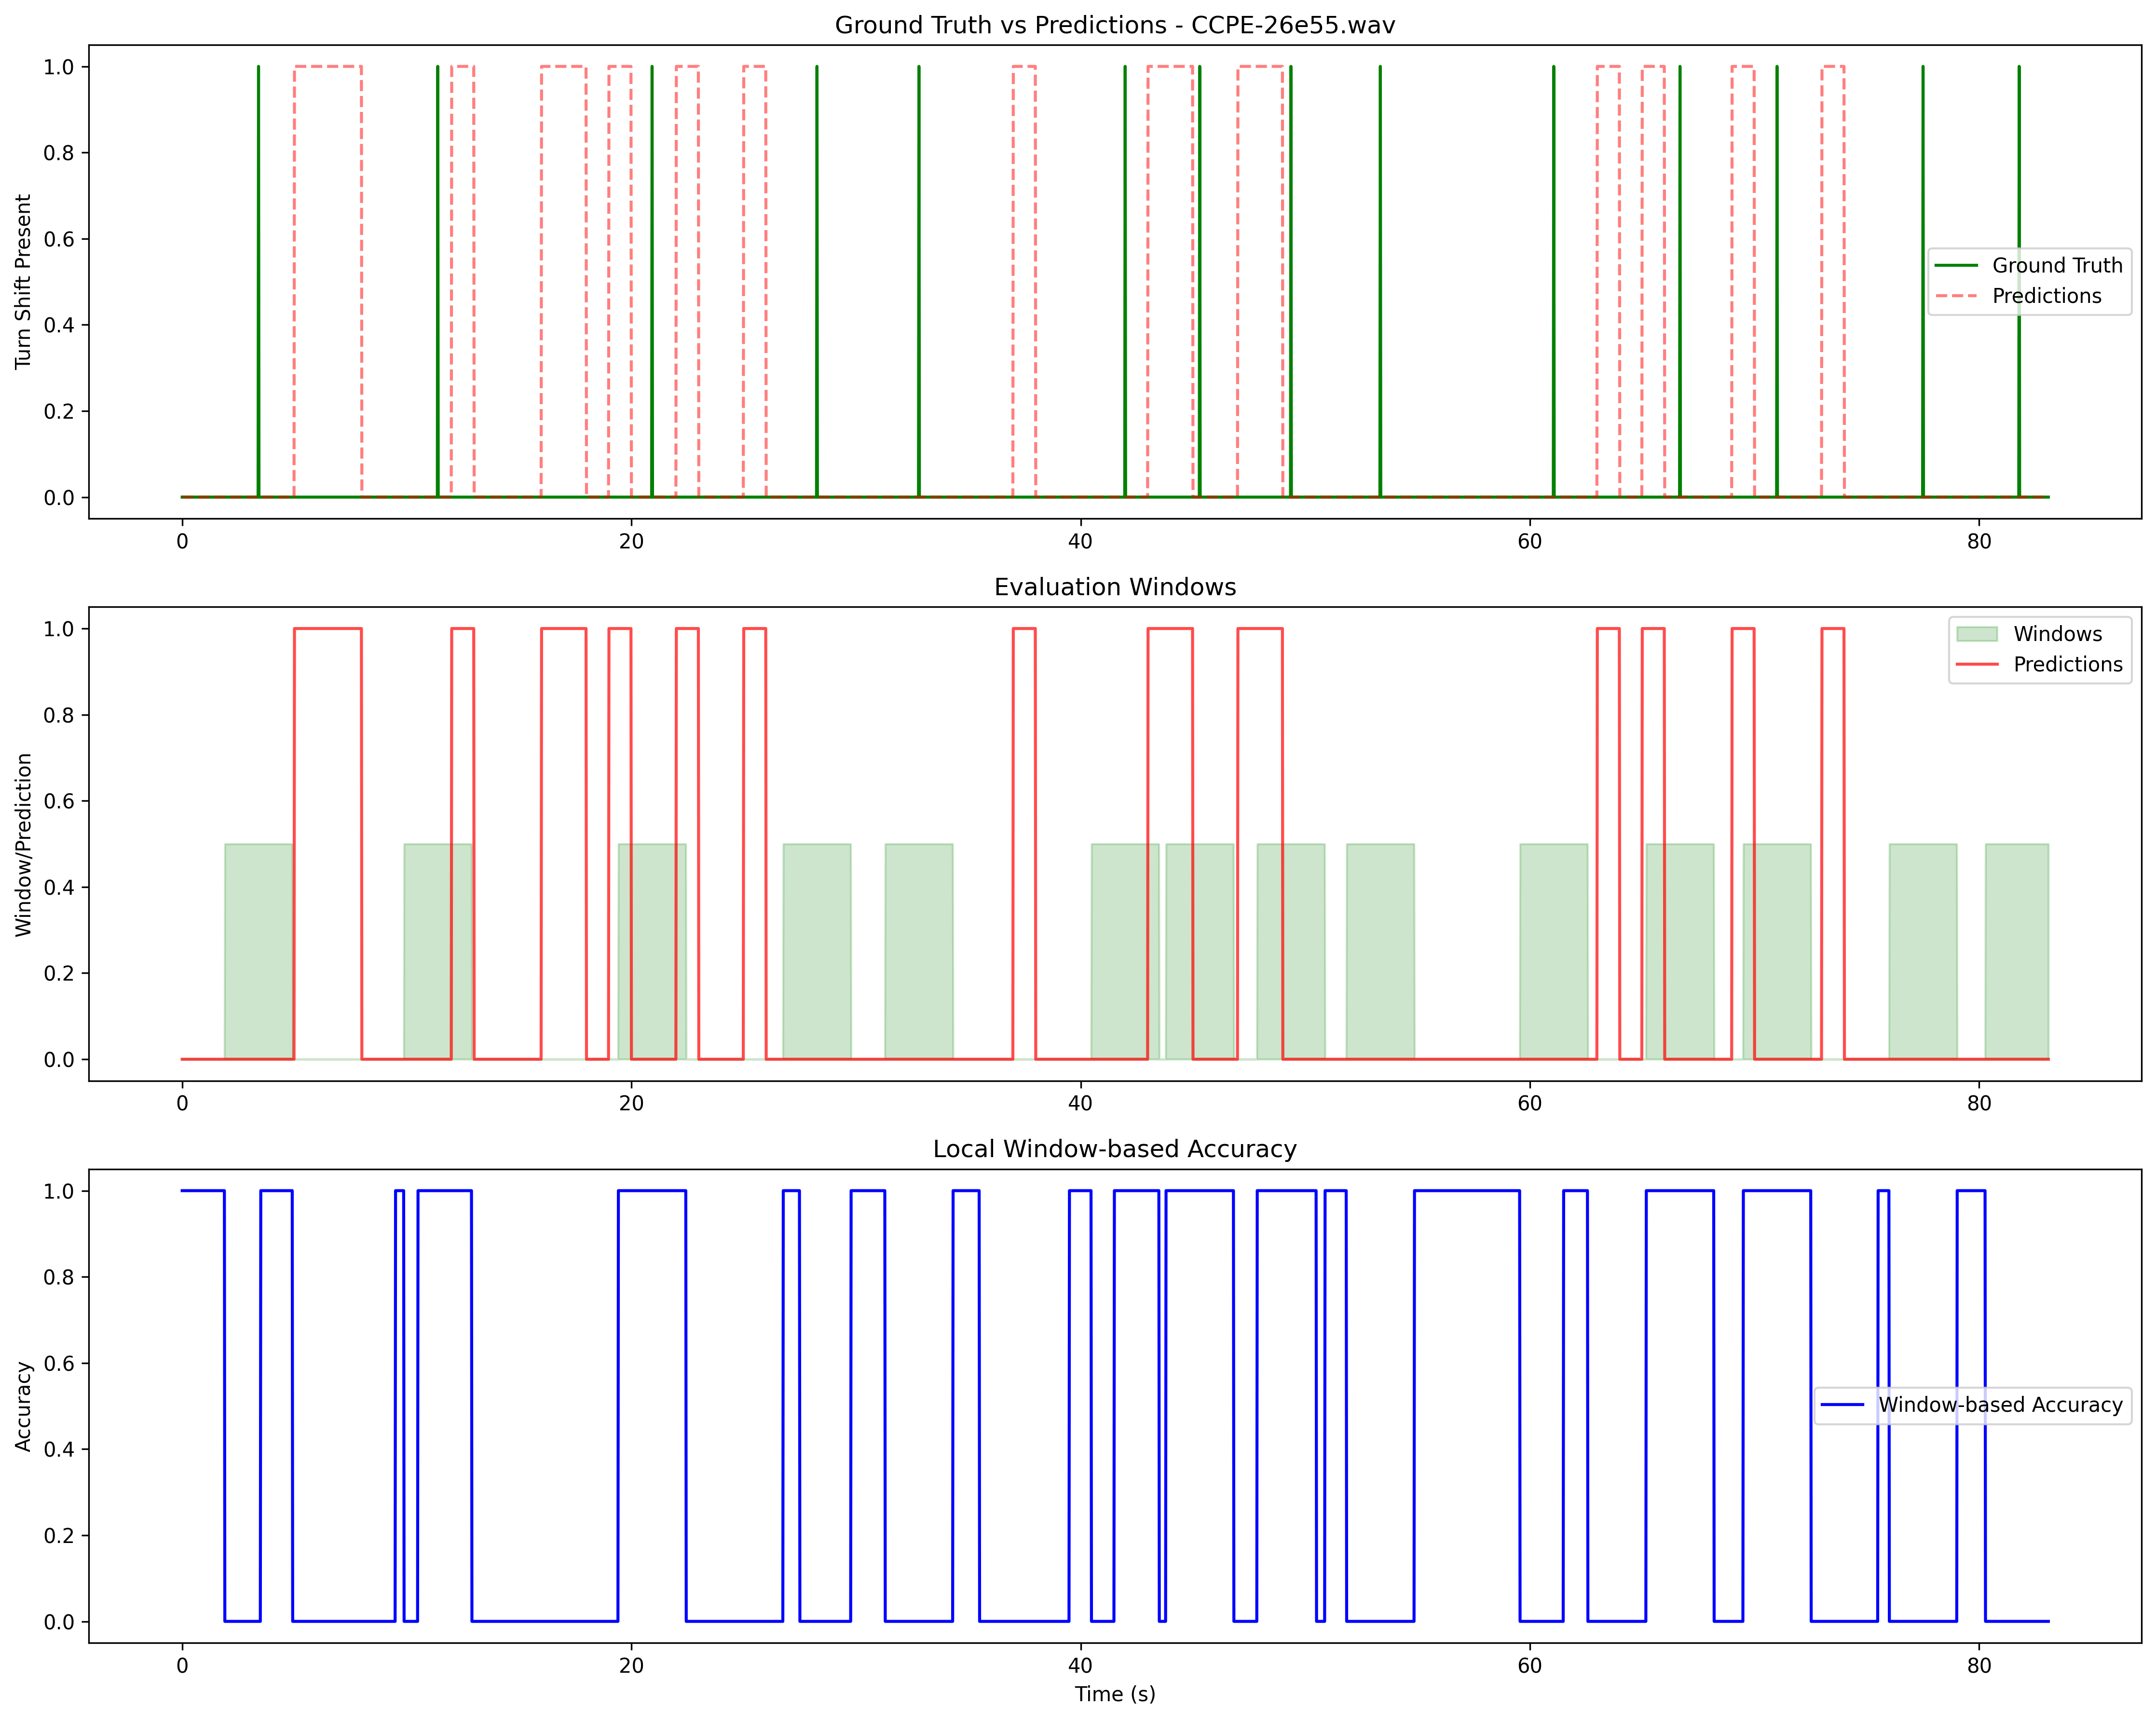 Ground Truth vs Predictions - CCPE-26e55.wav
Turn Shift Present
1.0
0.8
0.6
0.4
0.2
0.0
Ground Truth
Predictions
0 20 40 60 80
Evaluation Windows
Window/Prediction
1.0
0.8
0.6
0.4
0.2
0.0
Windows
Predictions
0 20 40 60 80
Local Window-based Accuracy
Accuracy
1.0
0.8
0.6
0.4
0.2
0.0
Window-based Accuracy
0 20 40 60 80
Time (s)